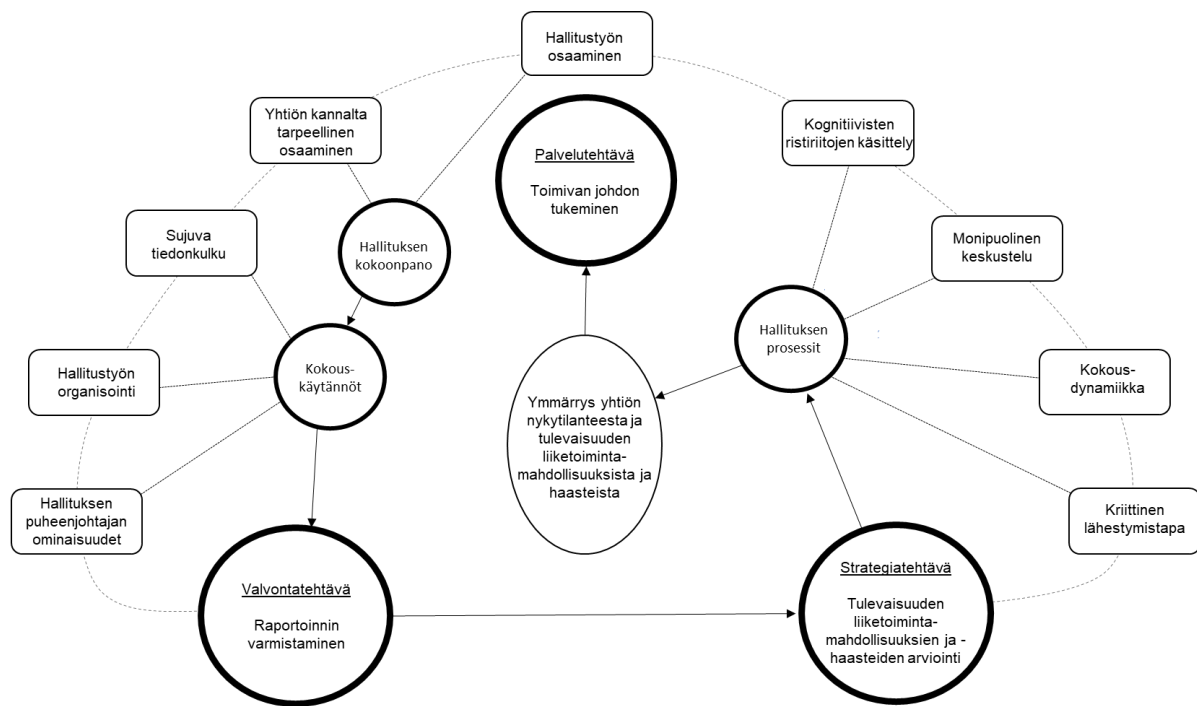 Hallitustyön
osaaminen
Yhtiön kannalta
tarpeellinen
osaaminen
Kognitiivisten
ristiriitojen käsittely
Palvelutehtävä
Toimivan johdon
tukeminen
Sujuva
tiedonkulku
Hallituksen
kokoonpano
Monipuolinen
keskustelu
Hallituksen
prosessit
Hallitustyön
organisointi
Kokous-
käytännöt
Kokous-
dynamiikka
Ymmärrys yhtiön
nykytilanteesta ja
tulevaisuuden
liiketoiminta-
mahdollisuuksista ja
haasteista
Hallituksen
puheenjohtajan
ominaisuudet
Kriittinen
lähestymistapa
Valvontatehtävä
Raportoinnin
varmistaminen
Strategiatehtävä
Tulevaisuuden
liiketoiminta-
mahdollisuuksien ja -
haasteiden arviointi